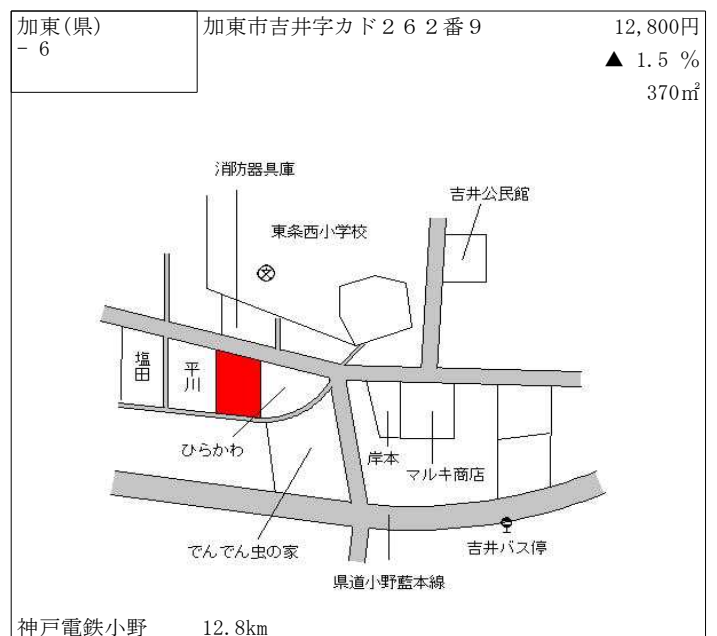 加東(県)
- 6
加東市吉井字カド２６２番９
12,800円
▲ 1.5 %
370㎡
消防器具庫
吉井公民館
東条西小学校
文
塩田
平川
ひらかわ
岸本
マルキ商店
でんでん虫の家
吉井バス停
県道小野藍本線
神戸電鉄小野 12.8km